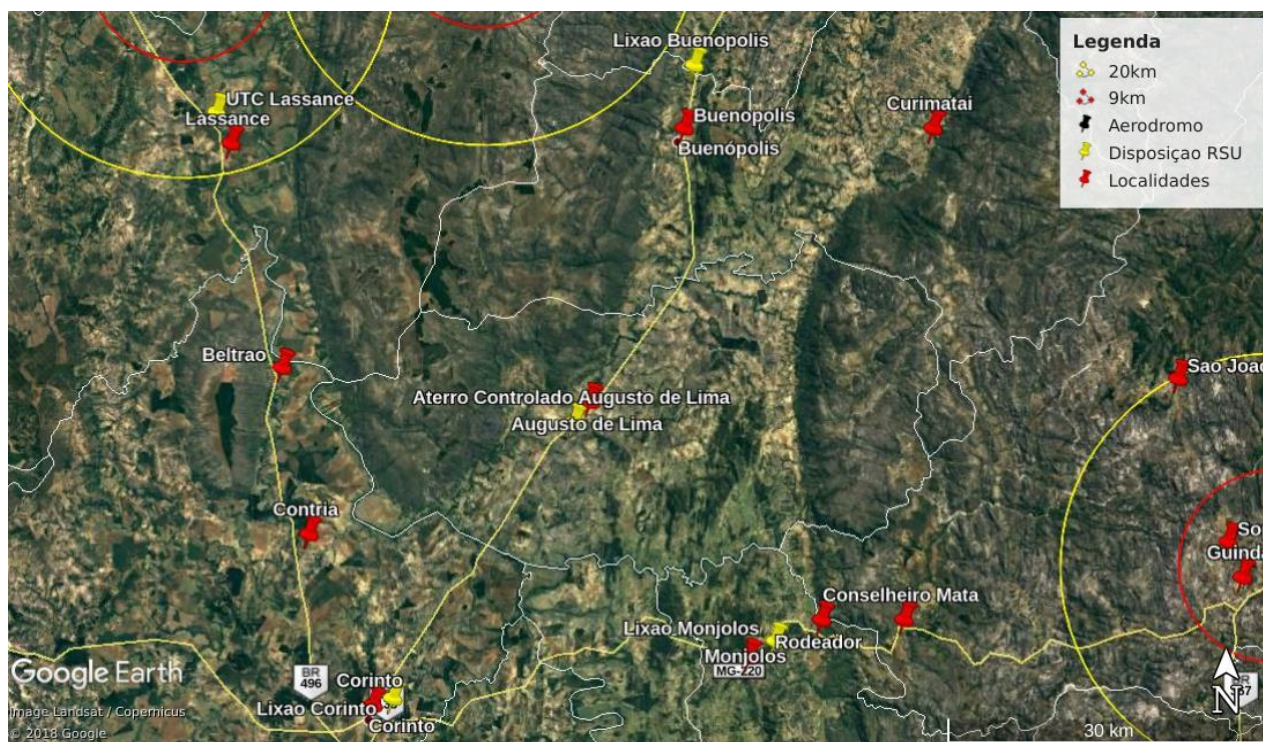 Lixao Buenopolis
Legenda
20km
9km
Aerodromo
Disposiçao RSU
Localidades
UTC Lassance
Lassance
Buenopolis
Buenópolis
Curimatai
Beltrao
Sao Joao
Aterro Controlado Augusto de Lima
Augusto de Lima
Contria
So
Guinda
Conselheiro Mata
Lixao Monjolos
Rodeador
Monjolos
MG-220
Google Earth
BR
496
Corinto
Lixao Corinto
Corinto
Image Landsat / Copernicus
© 2018 Google
30 km
N